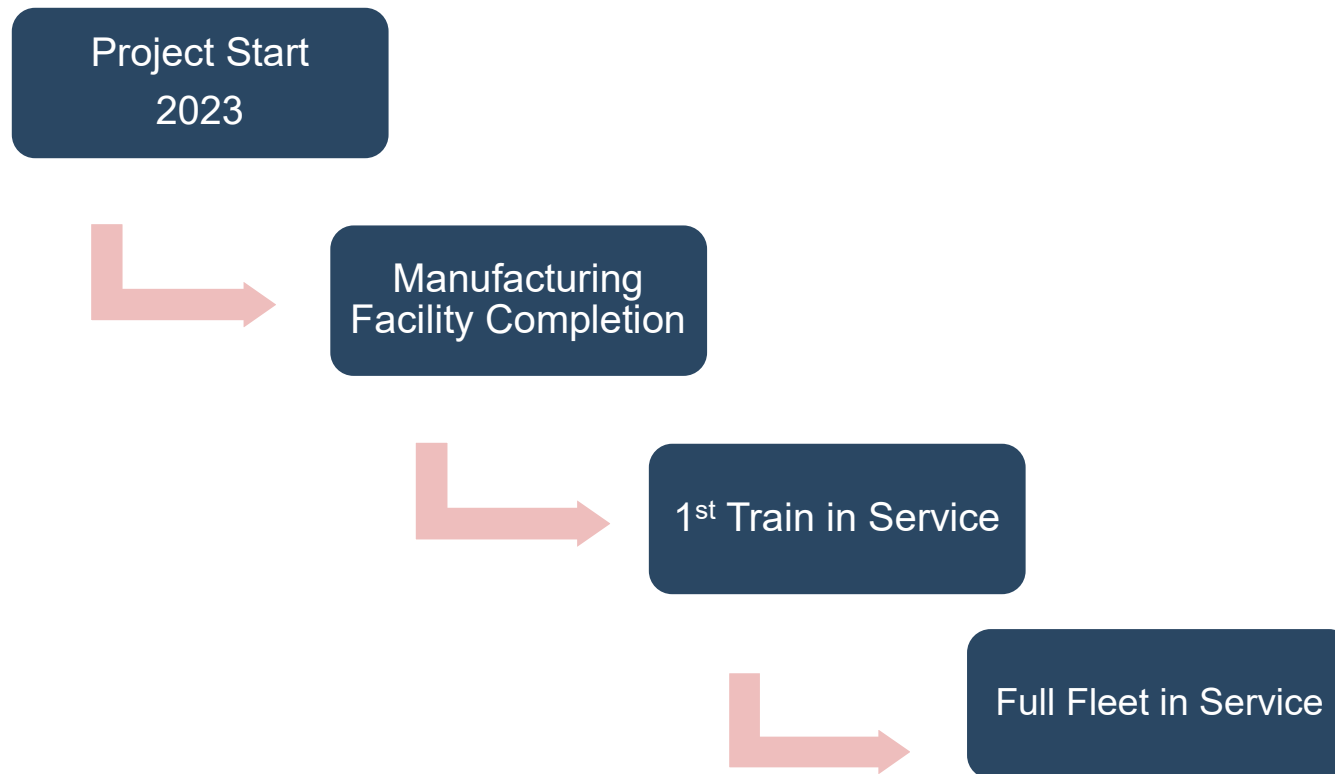 Project Start
2023
Manufacturing
Facility Completion
1st Train in Service
Full Fleet in Service